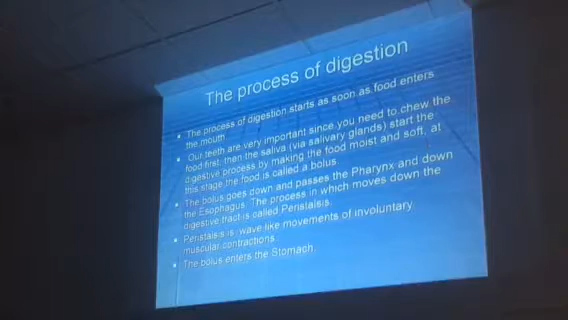 The process of digestion
The process of digestion starts as soon as food enters
the mouth
Our teeth are very important since you need to chew the
food first, then the saliva (via salivary glands) start the
digestive process by making the food moist and soft, at
this stage the food is called a bolus.
The bolus goes down and passes the Pharynx and down
the Esophagus. The process in which moves down the
digestive tract is called Peristalsis.
Peristalsis is: wave like movements of involuntary
muscular contractions
The bolus enters the Stomach.